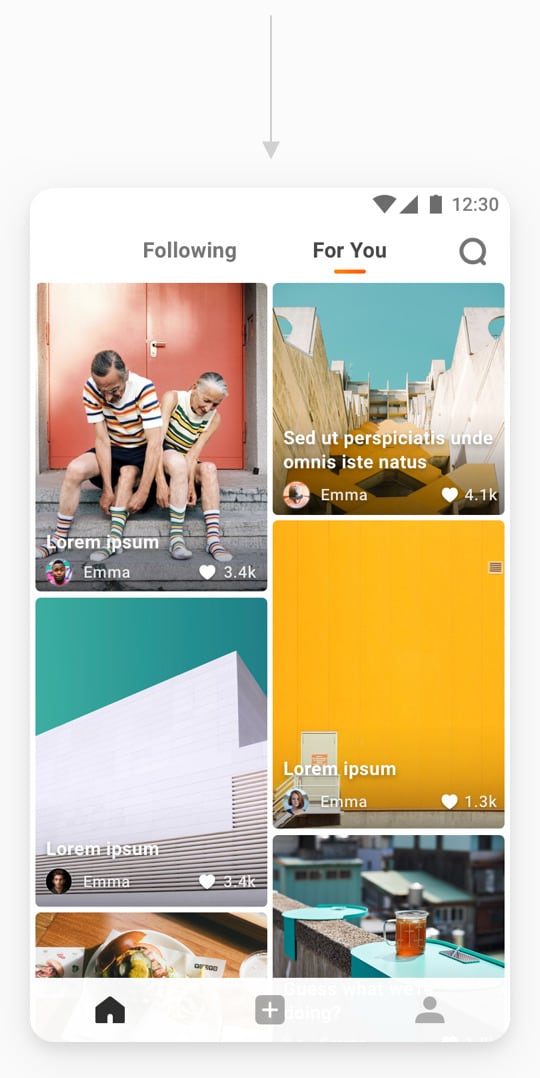 12:30
Following
For You
Lorem ipsum
Emma
3.4k
Sed ut perspiciatis unde
omnis iste natus
Emma
4.1k
Lorem ipsum
Emma
1.3k
Lorem ipsum
Emma
3.4k
Guess what we're
doing?